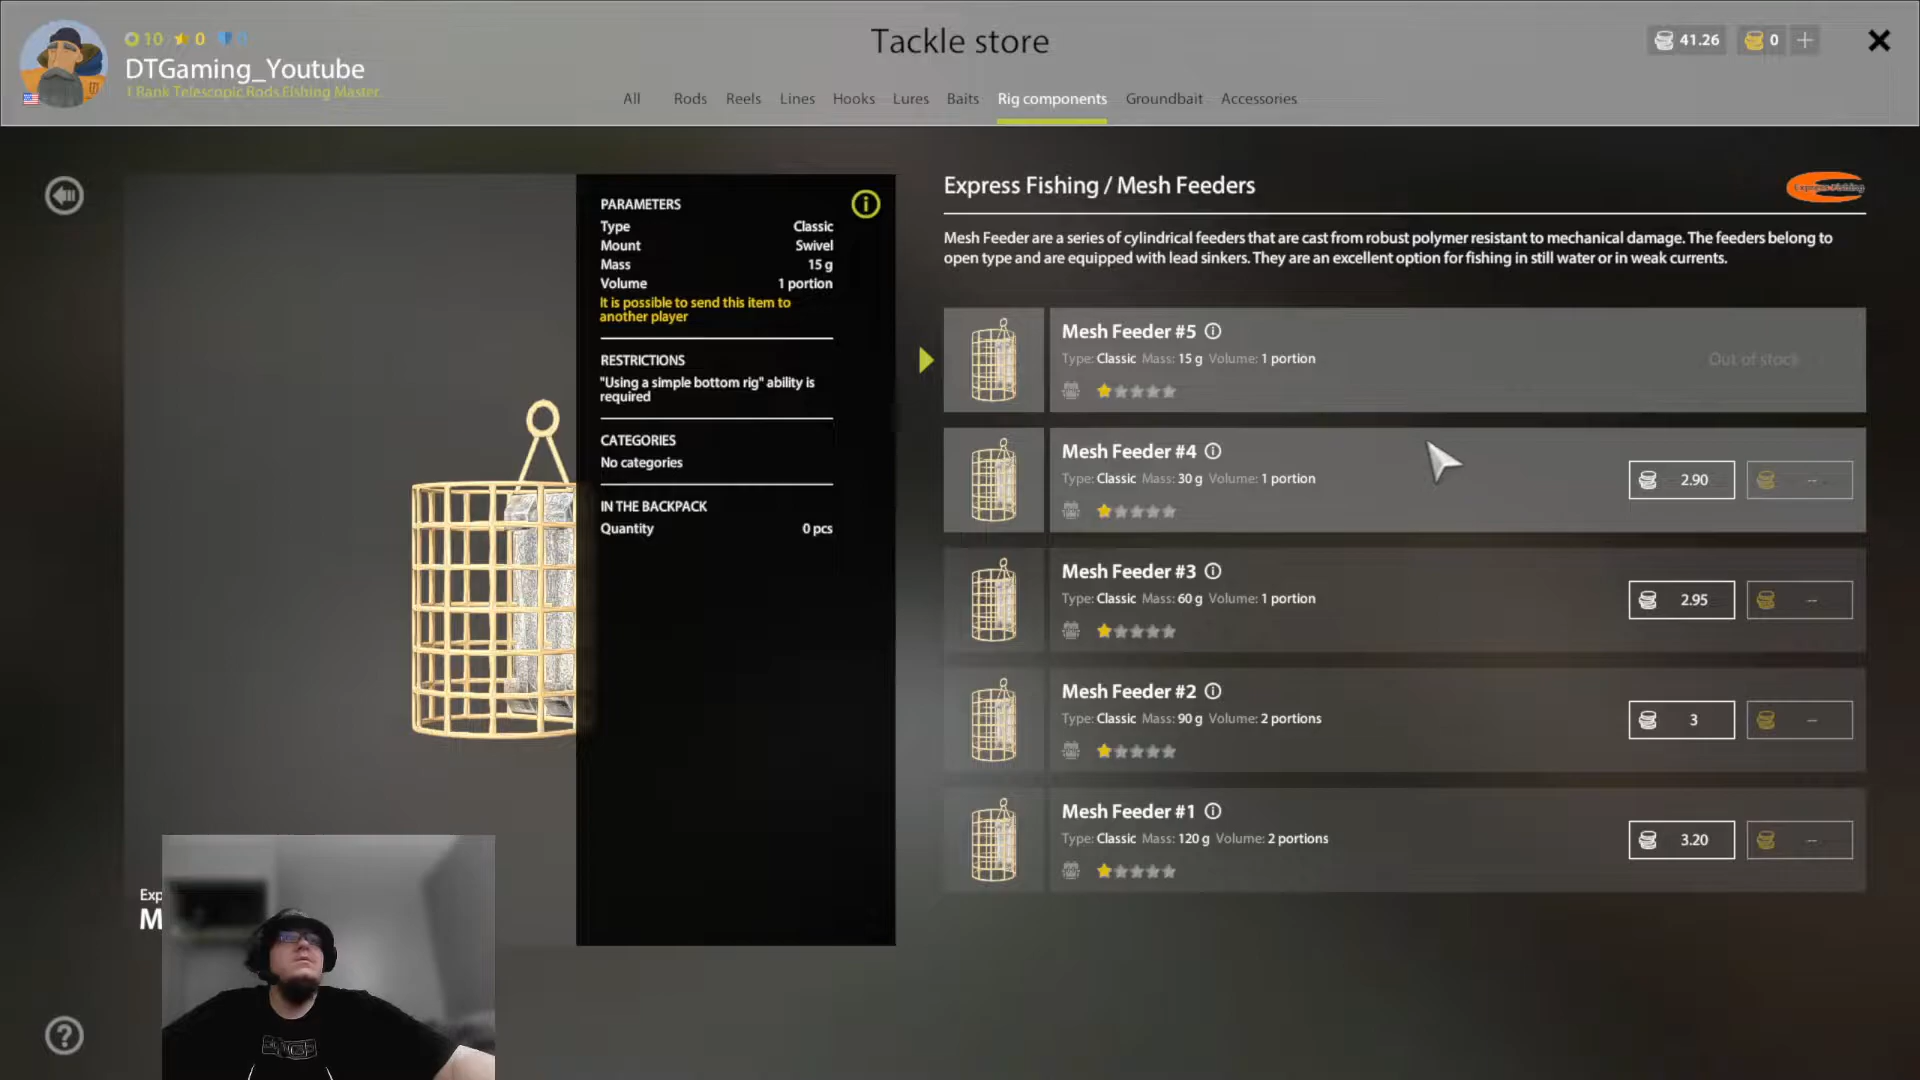 10 0
DTGaming_Youtube
1 Rank Telescopic Rods Fishing Master
Tackle store
41.26 0 +
All Rods Reels Lines Hooks Lures Baits Rig components Groundbait Accessories
PARAMETERS
Type Classic
Mount Swivel
Mass 15 g
Volume 1 portion
It is possible to send this item to
another player
RESTRICTIONS
"Using a simple bottom rig" ability is
required
CATEGORIES
No categories
IN THE BACKPACK
Quantity 0 pcs
Exp
M
Express Fishing / Mesh Feeders
Express Fishing
Mesh Feeder are a series of cylindrical feeders that are cast from robust polymer resistant to mechanical damage. The feeders belong to
open type and are equipped with lead sinkers. They are an excellent option for fishing in still water or in weak currents.
Mesh Feeder #5
Type: Classic Mass: 15 g Volume: 1 portion
Out of stock
Mesh Feeder #4
Type: Classic Mass: 30 g Volume: 1 portion
2.90 --
Mesh Feeder #3
Type: Classic Mass: 60 g Volume: 1 portion
2.95 --
Mesh Feeder #2
Type: Classic Mass: 90 g Volume: 2 portions
3 --
Mesh Feeder #1
Type: Classic Mass: 120 g Volume: 2 portions
3.20 --